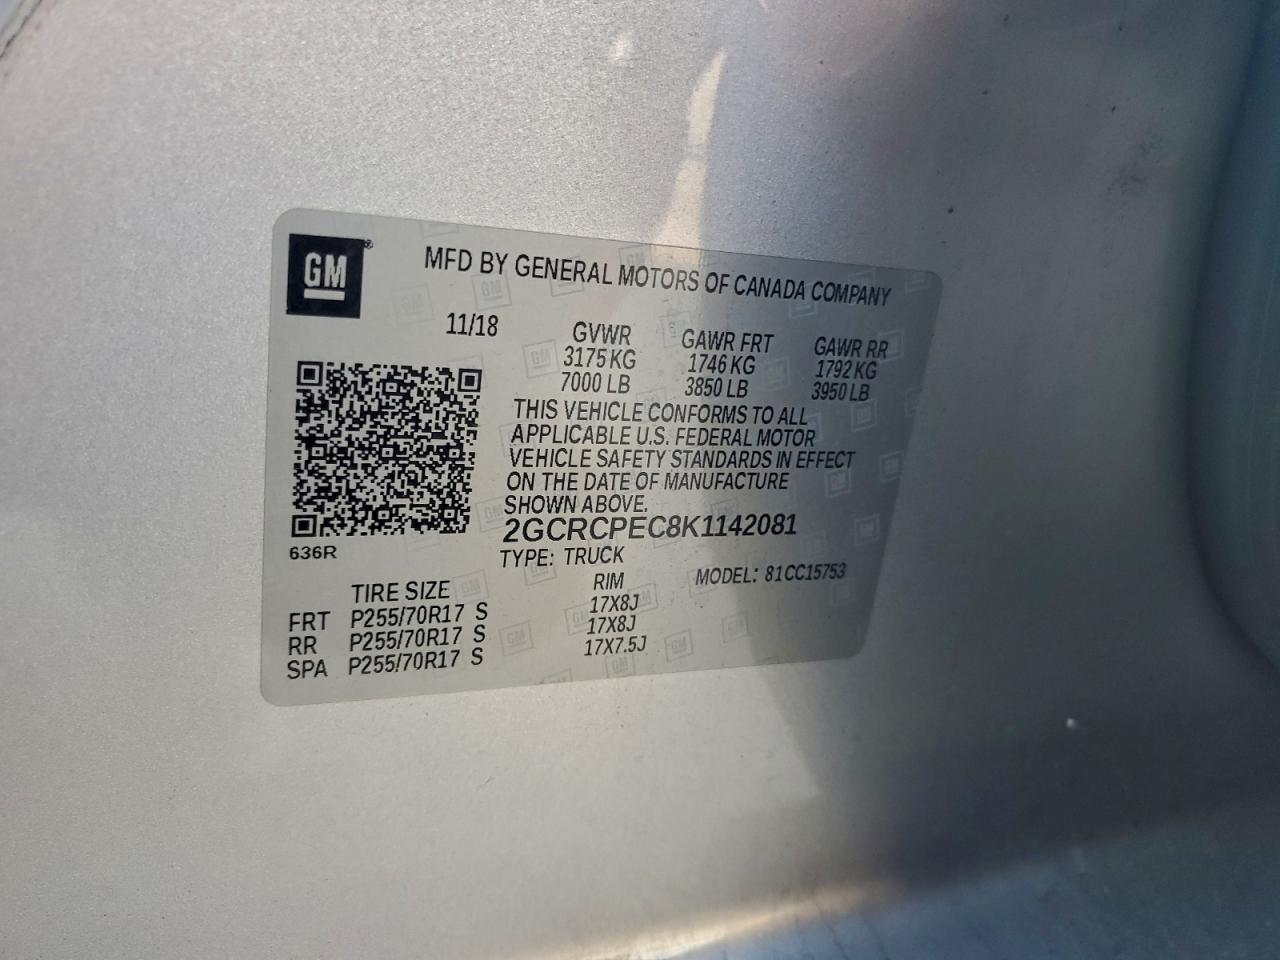 GM®
MFD BY GENERAL MOTORS OF CANADA COMPANY
11/18
GVWR GAWR FRT GAWR RR
3175 KG 1746 KG 1792 KG
7000 LB 3850 LB 3950 LB
THIS VEHICLE CONFORMS TO ALL
APPLICABLE U.S. FEDERAL MOTOR
VEHICLE SAFETY STANDARDS IN EFFECT
ON THE DATE OF MANUFACTURE
SHOWN ABOVE.
2GCRCPEC8K1142081
636R
TYPE: TRUCK
MODEL: 81CC15753
TIRE SIZE RIM
FRT P255/70R17 S 17X8J
RR P255/70R17 S 17X8J
SPA P255/70R17 S 17X7.5J